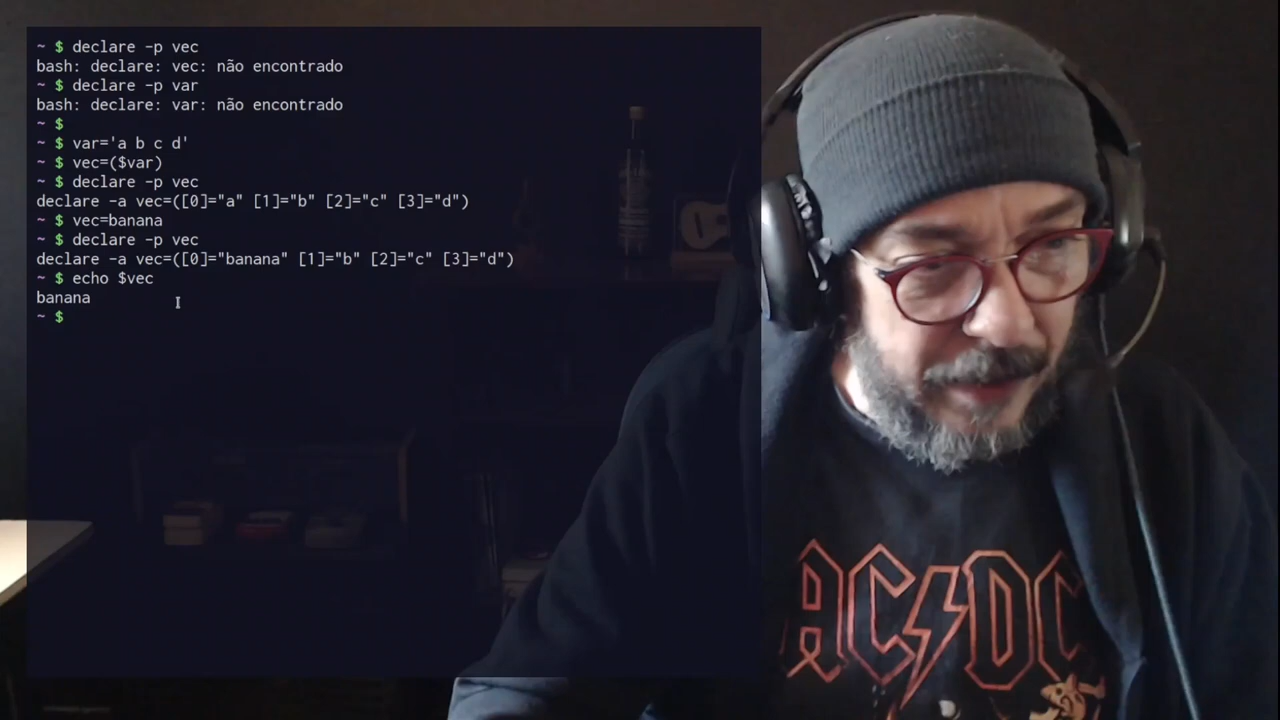 ~ $ declare -p vec
bash: declare: vec: não encontrado
~ $ declare -p var
bash: declare: var: não encontrado
~ $
~ $ var='a b c d'
~ $ vec=($var)
~ $ declare -p vec
declare -a vec=([0]="a" [1]="b" [2]="c" [3]="d")
~ $ vec=banana
~ $ declare -p vec
declare -a vec=([0]="banana" [1]="b" [2]="c" [3]="d")
~ $ echo $vec
banana
~ $
AC/DC